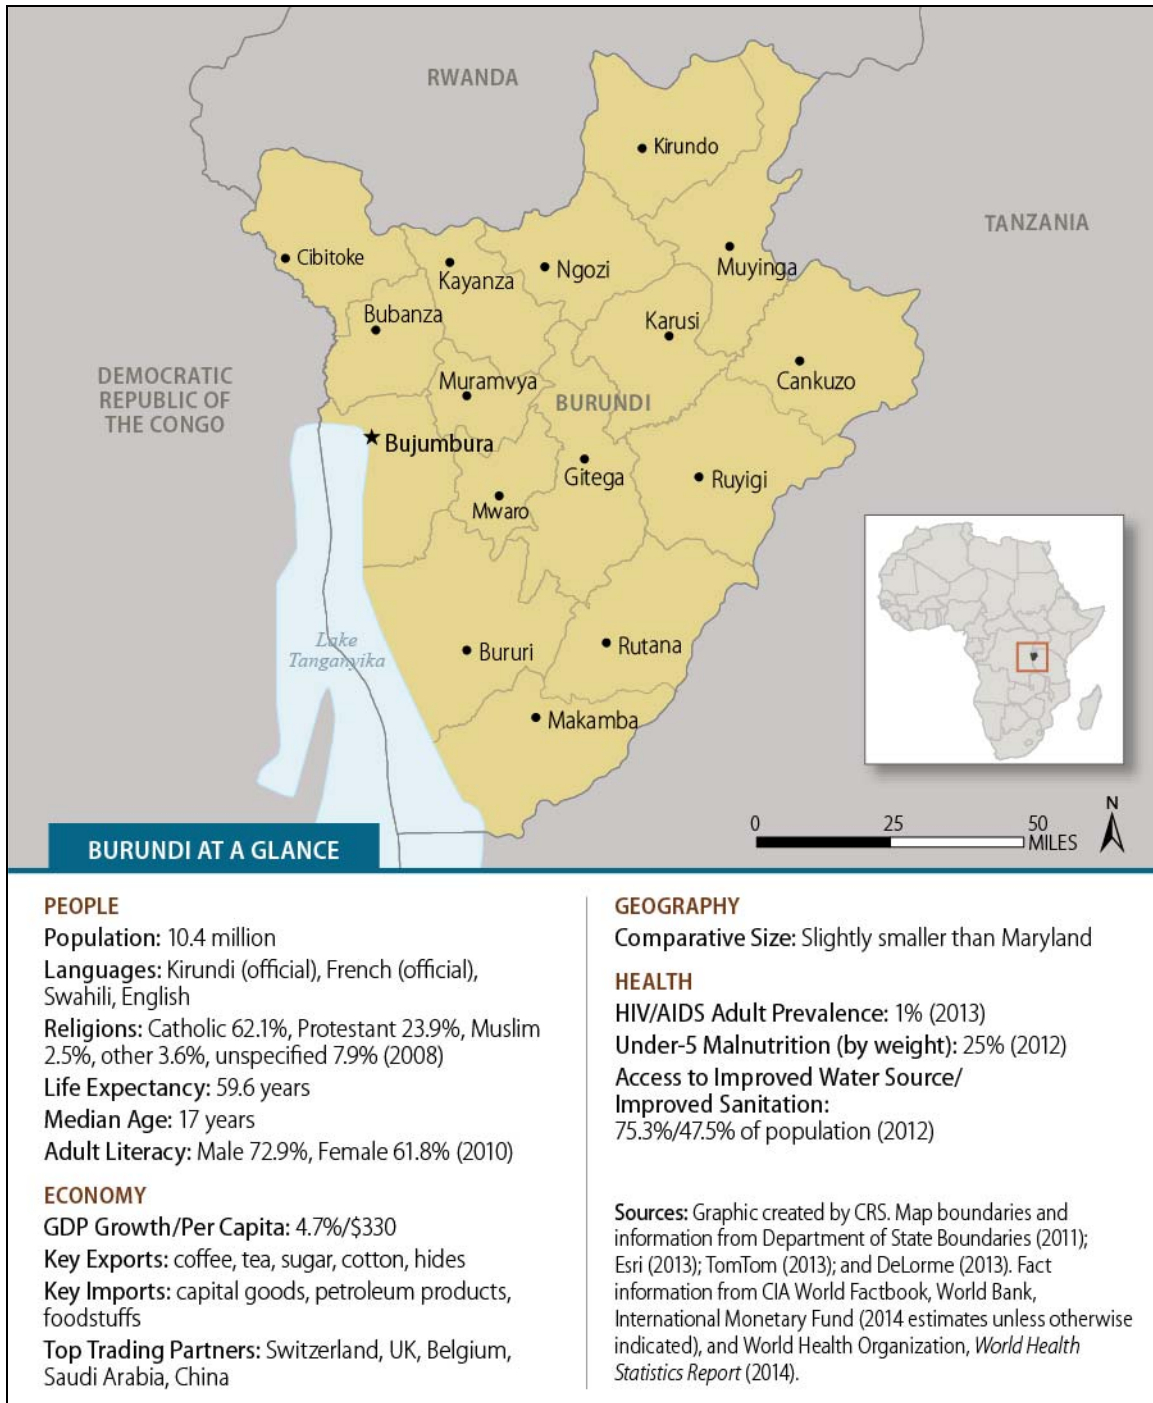 RWANDA
Kirundo
TANZANIA
Cibitoke
Kayanza
Ngozi
Muyinga
Bubanza
Karusi
DEMOCRATIC
REPUBLIC OF
THE CONGO
Muramvya
BURUNDI
Cankuzo
Bujumbura
Gitega
Ruyigi
Mwaro
Lake
Tanganyika
Bururi
Rutana
Makamba
N
0 25 50
MILES
BURUNDI AT A GLANCE
PEOPLE
Population: 10.4 million
Languages: Kirundi (official), French (official),
Swahili, English
Religions: Catholic 62.1%, Protestant 23.9%, Muslim
2.5%, other 3.6%, unspecified 7.9% (2008)
Life Expectancy: 59.6 years
Median Age: 17 years
Adult Literacy: Male 72.9%, Female 61.8% (2010)
ECONOMY
GDP Growth/Per Capita: 4.7%/$330
Key Exports: coffee, tea, sugar, cotton, hides
Key Imports: capital goods, petroleum products,
foodstuffs
Top Trading Partners: Switzerland, UK, Belgium,
Saudi Arabia, China
GEOGRAPHY
Comparative Size: Slightly smaller than Maryland
HEALTH
HIV/AIDS Adult Prevalence: 1% (2013)
Under-5 Malnutrition (by weight): 25% (2012)
Access to Improved Water Source/
Improved Sanitation:
75.3%/47.5% of population (2012)
Sources: Graphic created by CRS. Map boundaries and
information from Department of State Boundaries (2011);
Esri (2013); TomTom (2013); and DeLorme (2013). Fact
information from CIA World Factbook, World Bank,
International Monetary Fund (2014 estimates unless otherwise
indicated), and World Health Organization, World Health
Statistics Report (2014).